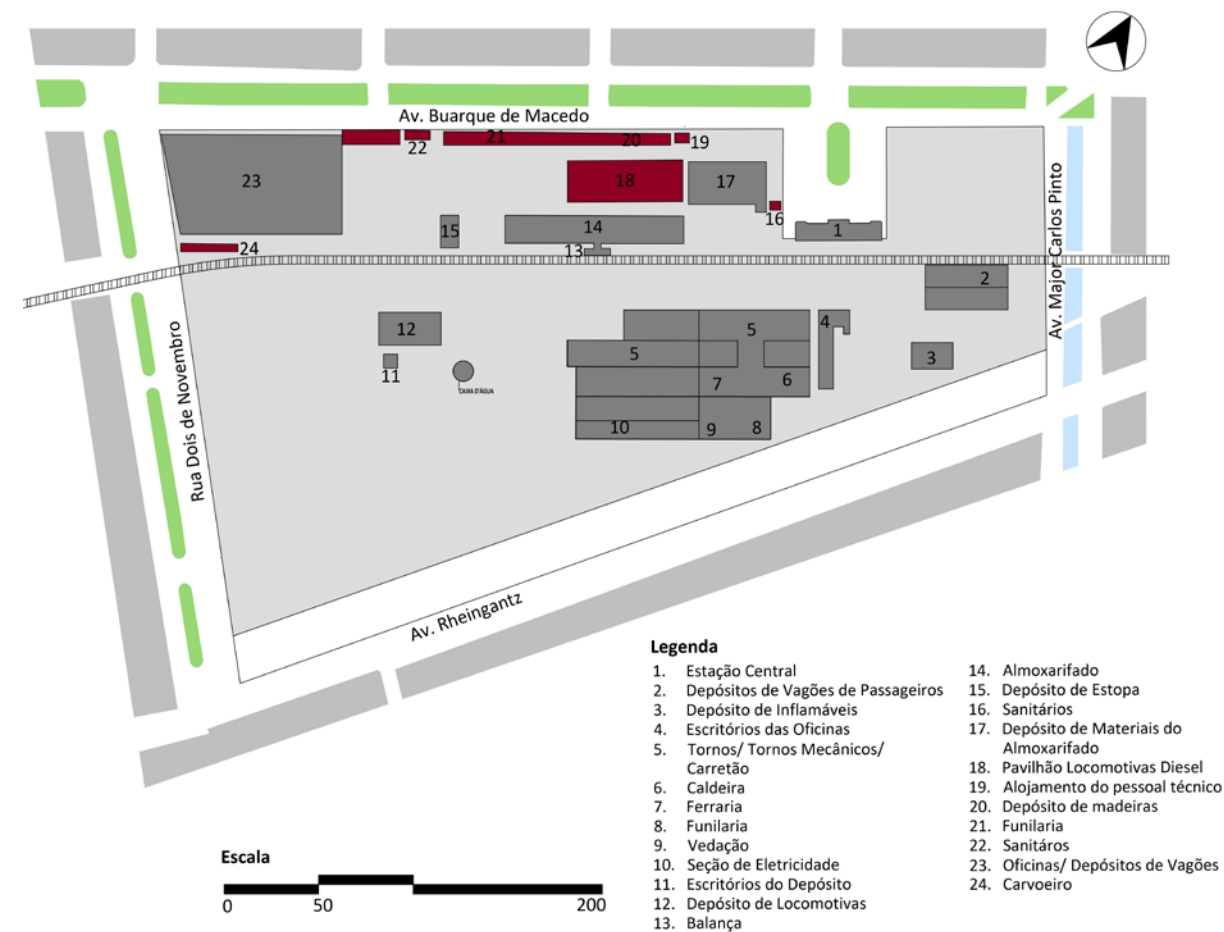 Av. Buarque de Macedo
21
20
22
19
23
18
17
16
15
14
1
24
13
Av. Major Carlos Pinto
2
12
5
4
5
3
11
7
6
CAIXA D'ÁGUA
Rua Dois de Novembro
10
9
8
Av. Rheingantz
Legenda
1. Estação Central
2. Depósitos de Vagões de Passageiros
3. Depósito de Inflamáveis
4. Escritórios das Oficinas
5. Tornos/ Tornos Mecânicos/
Carretão
6. Caldeira
7. Ferraria
8. Funilaria
9. Vedação
10. Seção de Eletricidade
11. Escritórios do Depósito
12. Depósito de Locomotivas
13. Balança
14. Almoxarifado
15. Depósito de Estopa
16. Sanitários
17. Depósito de Materiais do
Almoxarifado
18. Pavilhão Locomotivas Diesel
19. Alojamento do pessoal técnico
20. Depósito de madeiras
21. Funilaria
22. Sanitáros
23. Oficinas/ Depósitos de Vagões
24. Carvoeiro
Escala
0 50 200